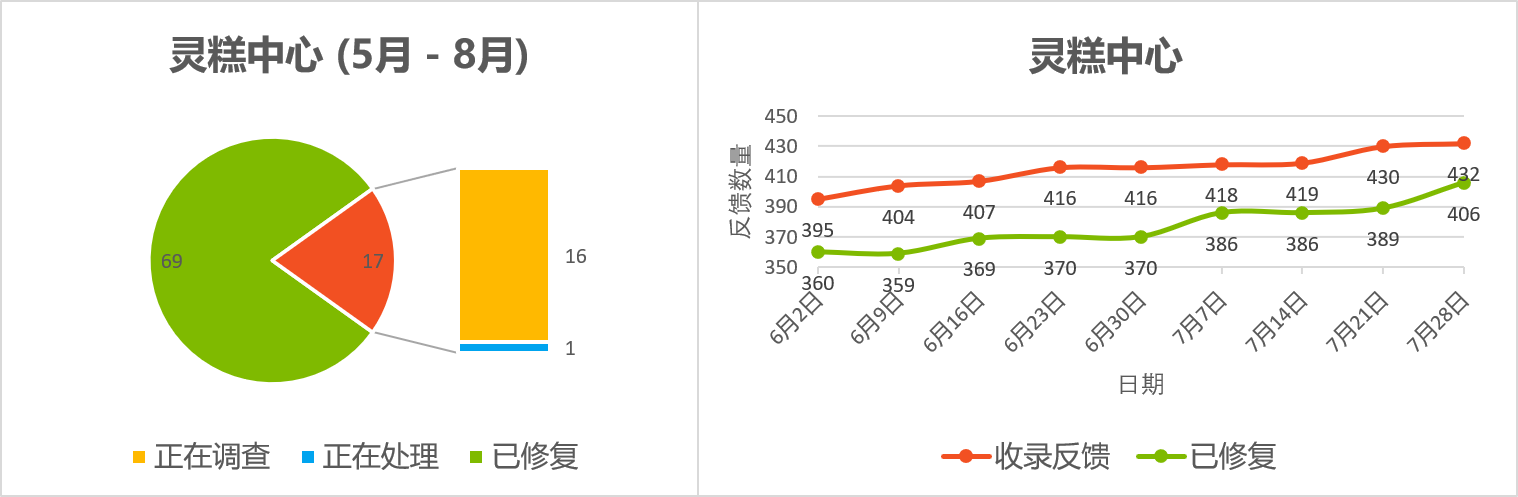 灵糕中心 (5月 - 8月)
69
17
16
1
正在调查
正在处理
已修复
灵糕中心
反馈数量
450
430
410
390
370
350
395
404
407
416
416
418
419
430
432
360
359
369
370
370
386
386
389
406
6月2日
6月9日
6月16日
6月23日
6月30日
7月7日
7月14日
7月21日
7月28日
日期
收录反馈
已修复